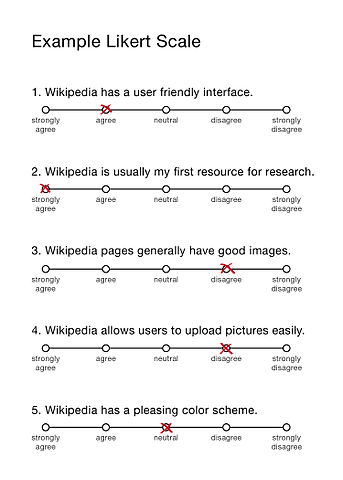 Example Likert Scale
1. Wikipedia has a user friendly interface.
strongly agree neutral disagree strongly
agree disagree
2. Wikipedia is usually my first resource for research.
strongly agree neutral disagree strongly
agree disagree
3. Wikipedia pages generally have good images.
strongly agree neutral disagree strongly
agree disagree
4. Wikipedia allows users to upload pictures easily.
strongly agree neutral disagree strongly
agree disagree
5. Wikipedia has a pleasing color scheme.
strongly agree neutral disagree strongly
agree disagree